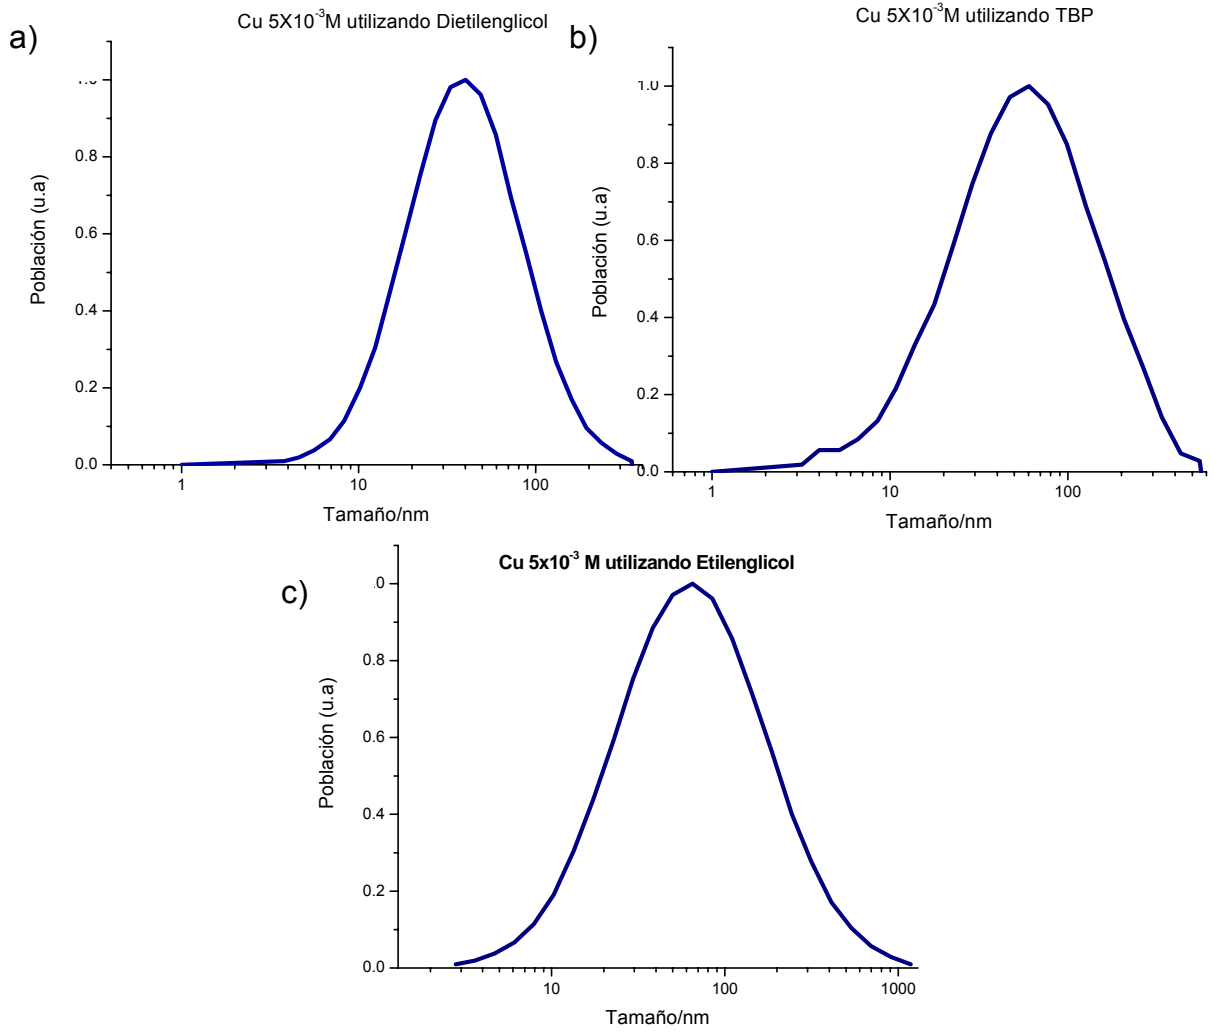 a)
Cu 5X10⁻³M utilizando Dietilenglicol
0.8
0.6
0.4
0.2
0.0
Población (u.a)
1
10
100
Tamaño/nm
b)
Cu 5X10⁻³M utilizando TBP
1.0
0.8
0.6
0.4
0.2
0.0
Población (u.a)
1
10
100
Tamaño/nm
c)
Cu 5x10⁻³ M utilizando Etilenglicol
.0
0.8
0.6
0.4
0.2
0.0
Población (u.a)
10
100
1000
Tamaño/nm